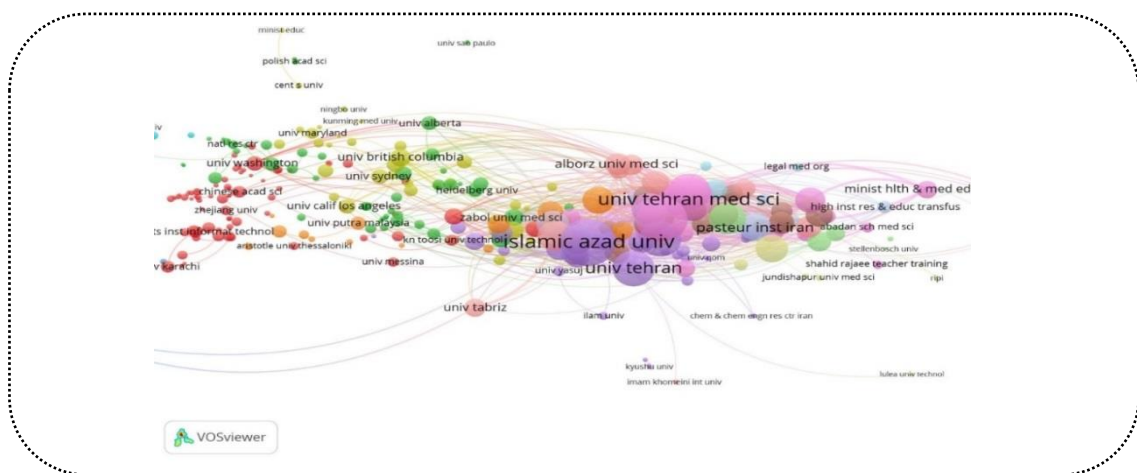 minist educ
univ sao paulo
polish acad sci
cent s univ
ningbo univ
kunming med univ
univ alberta
iv
univ maryland
natl res ctr
univ british columbia
univ washington
alborz univ med sci
legal med org
univ sydney
heidelberg univ
chinese acad sci
minist hlth & med ed
univ tehran med sci
univ calif los angeles
high inst res & educ transfus
zhejiang univ
zabol univ med sci
univ putra malaysia
pasteur inst iran
abadan sch med sci
ts inst informat technol
kn toosi univ technol
islamic azad univ
aristotle univ thessaloniki
stellenbosch univ
univ qom
v karachi
univ messina
univ yasuj
univ tehran
shahid rajaee teacher training
jundishapur univ med sci
ripi
univ tabriz
ilam univ
chem & chem engn res ctr iran
kyushu univ
imam khomeini int univ
lulea univ technol
VOSviewer